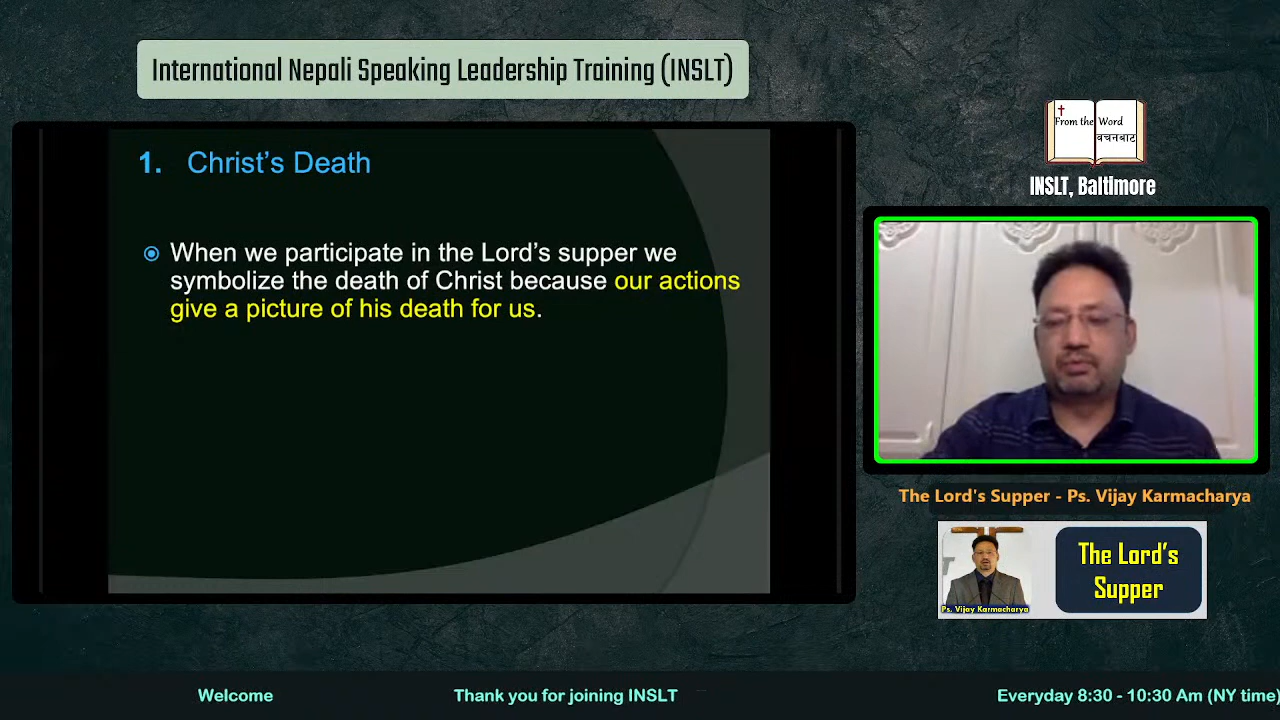 International Nepali Speaking Leadership Training (INSLT)
1. Christ's Death
When we participate in the Lord's supper we
symbolize the death of Christ because our actions
give a picture of his death for us.
From the Word
वचनबाट
INSLT, Baltimore
The Lord's Supper - Ps. Vijay Karmacharya
The Lord's
Supper
Ps. Vijay Karmacharya
Welcome Thank you for joining INSLT Everyday 8:30 - 10:30 Am (NY time)